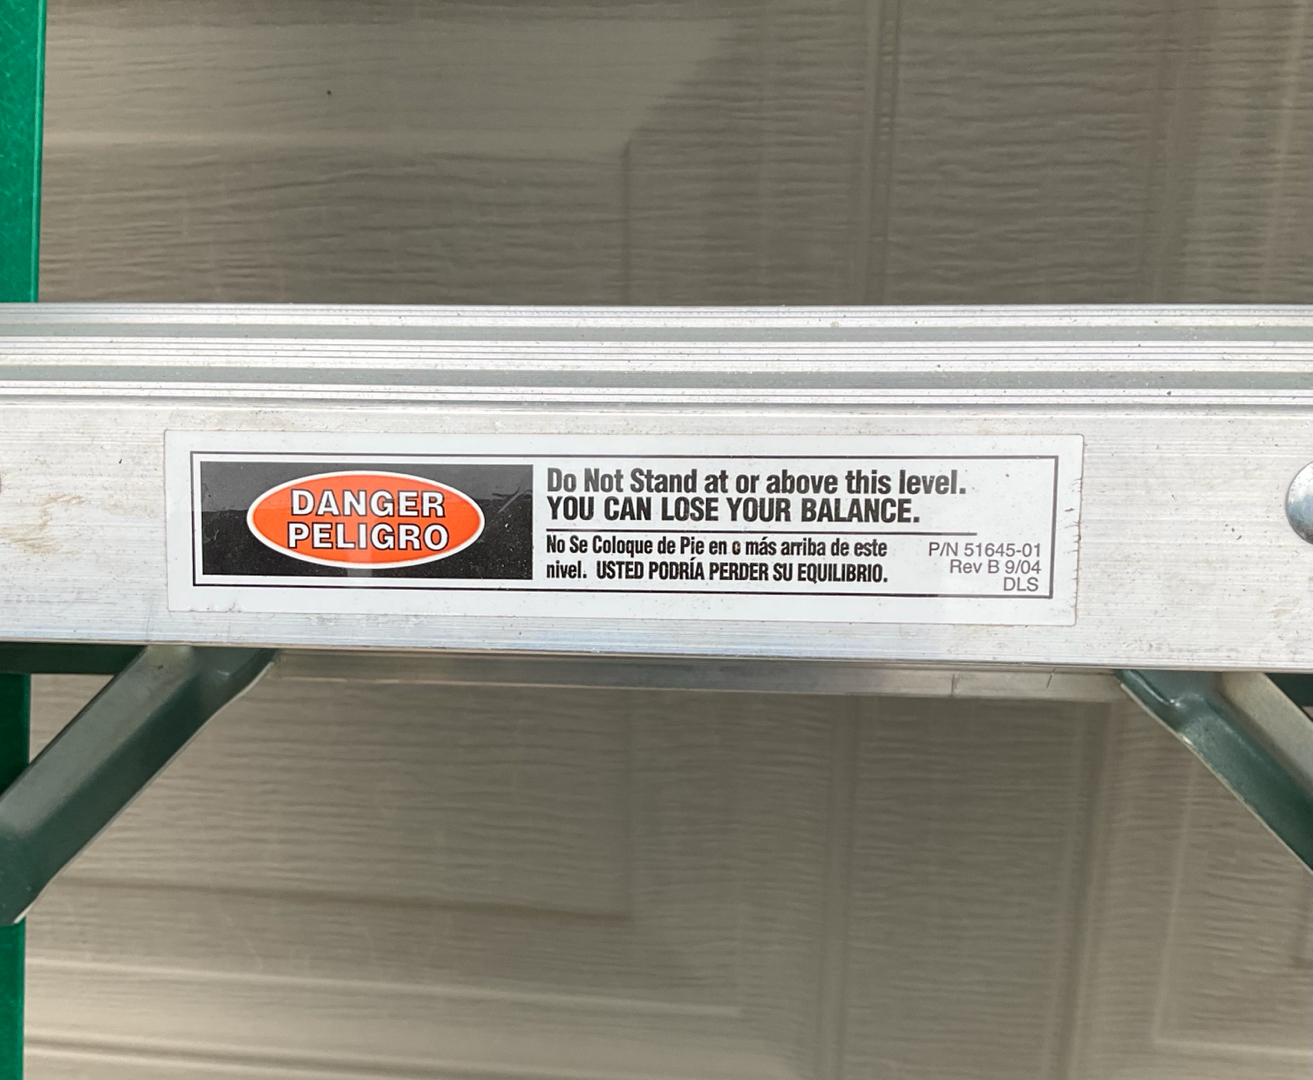 DANGER
PELIGRO
Do Not Stand at or above this level.
YOU CAN LOSE YOUR BALANCE.
No Se Coloque de Pie en o más arriba de este
nivel. USTED PODRÍA PERDER SU EQUILIBRIO.
P/N 51645-01
Rev B 9/04
DLS